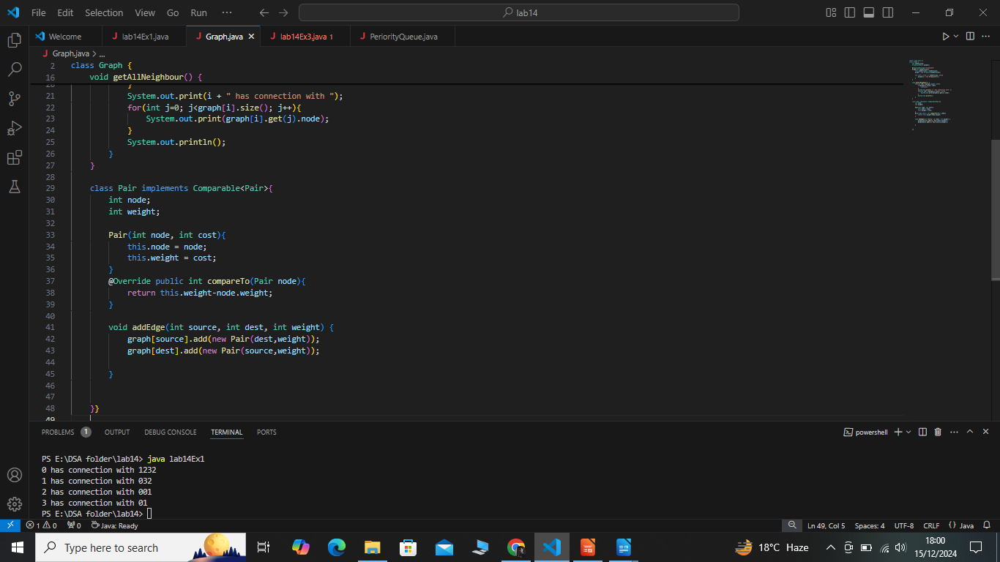 File Edit Selection View Go Run ··· lab14
Welcome lab14Ex1.java Graph.java lab14Ex3.java 1 PeriorityQueue.java
Graph.java > ...
2 class Graph {
16 void getAllNeighbour() {
20 }
21 System.out.print(i + " has connection with ");
22 for(int j=0; j<graph[i].size(); j++){
23 System.out.print(graph[i].get(j).node);
24 }
25 System.out.println();
26 }
27 }
28
29 class Pair implements Comparable<Pair>{
30 int node;
31 int weight;
32
33 Pair(int node, int cost){
34 this.node = node;
35 this.weight = cost;
36 }
37 @Override public int compareTo(Pair node){
38 return this.weight-node.weight;
39 }
40
41 void addEdge(int source, int dest, int weight) {
42 graph[source].add(new Pair(dest,weight));
43 graph[dest].add(new Pair(source,weight));
44
45 }
46
47
48 }}
49
PROBLEMS 1 OUTPUT DEBUG CONSOLE TERMINAL PORTS powershell
PS E:\DSA folder\lab14> java lab14Ex1
0 has connection with 1232
1 has connection with 032
2 has connection with 001
3 has connection with 01
PS E:\DSA folder\lab14>
1 0 0 Java: Ready Ln 49, Col 5 Spaces: 4 UTF-8 CRLF {} Java
Type here to search 18°C Haze 18:00
15/12/2024